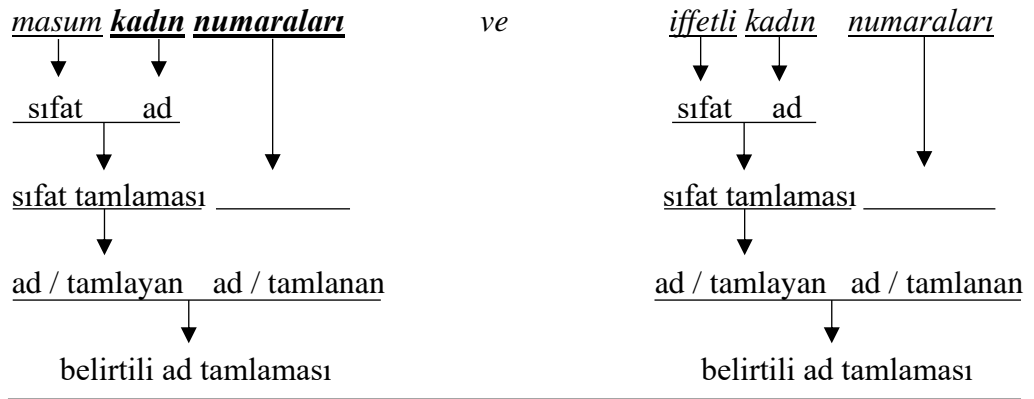 masum kadın numaraları ve iffetli kadın numaraları
sıfat ad sıfat ad
sıfat tamlaması sıfat tamlaması
ad / tamlayan ad / tamlanan ad / tamlayan ad / tamlanan
belirtili ad tamlaması belirtili ad tamlaması